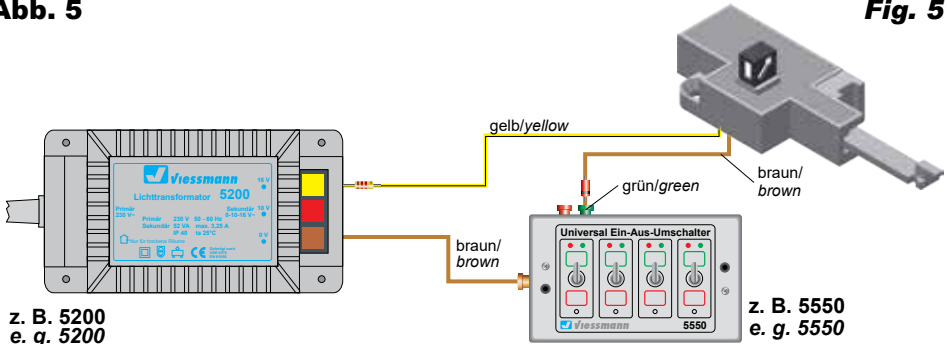 Abb. 5
Fig. 5
gelb/yellow
braun/
brown
grün/green
viessmann
Lichttransformator 5200
16 V
Primär
230 V~
Sekundär
0-10-16 V~
10 V
Primär 230 V 50 - 60 Hz
Sekundär 52 VA max. 3,25 A
IP 40 ta 25°C
0 V
Nur für trockene Räume
CE
braun/
brown
Universal Ein-Aus-Umschalter
viessmann
5550
z. B. 5200
e. g. 5200
z. B. 5550
e. g. 5550